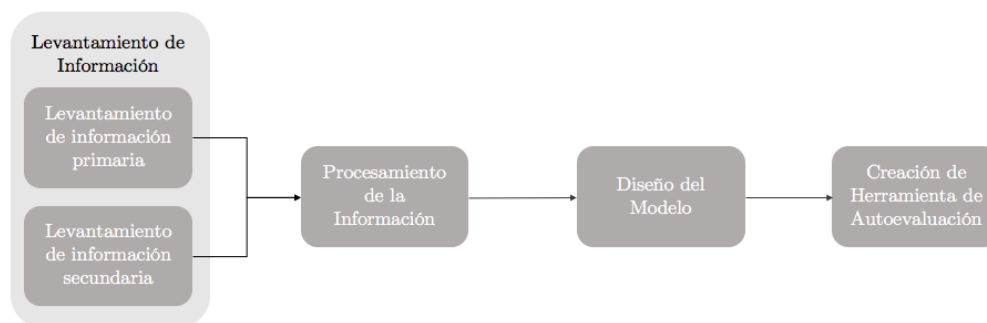 Levantamiento de
Información
Levantamiento
de información
primaria
Levantamiento
de información
secundaria
Procesamiento
de la
Información
Diseño del
Modelo
Creación de
Herramienta de
Autoevaluación